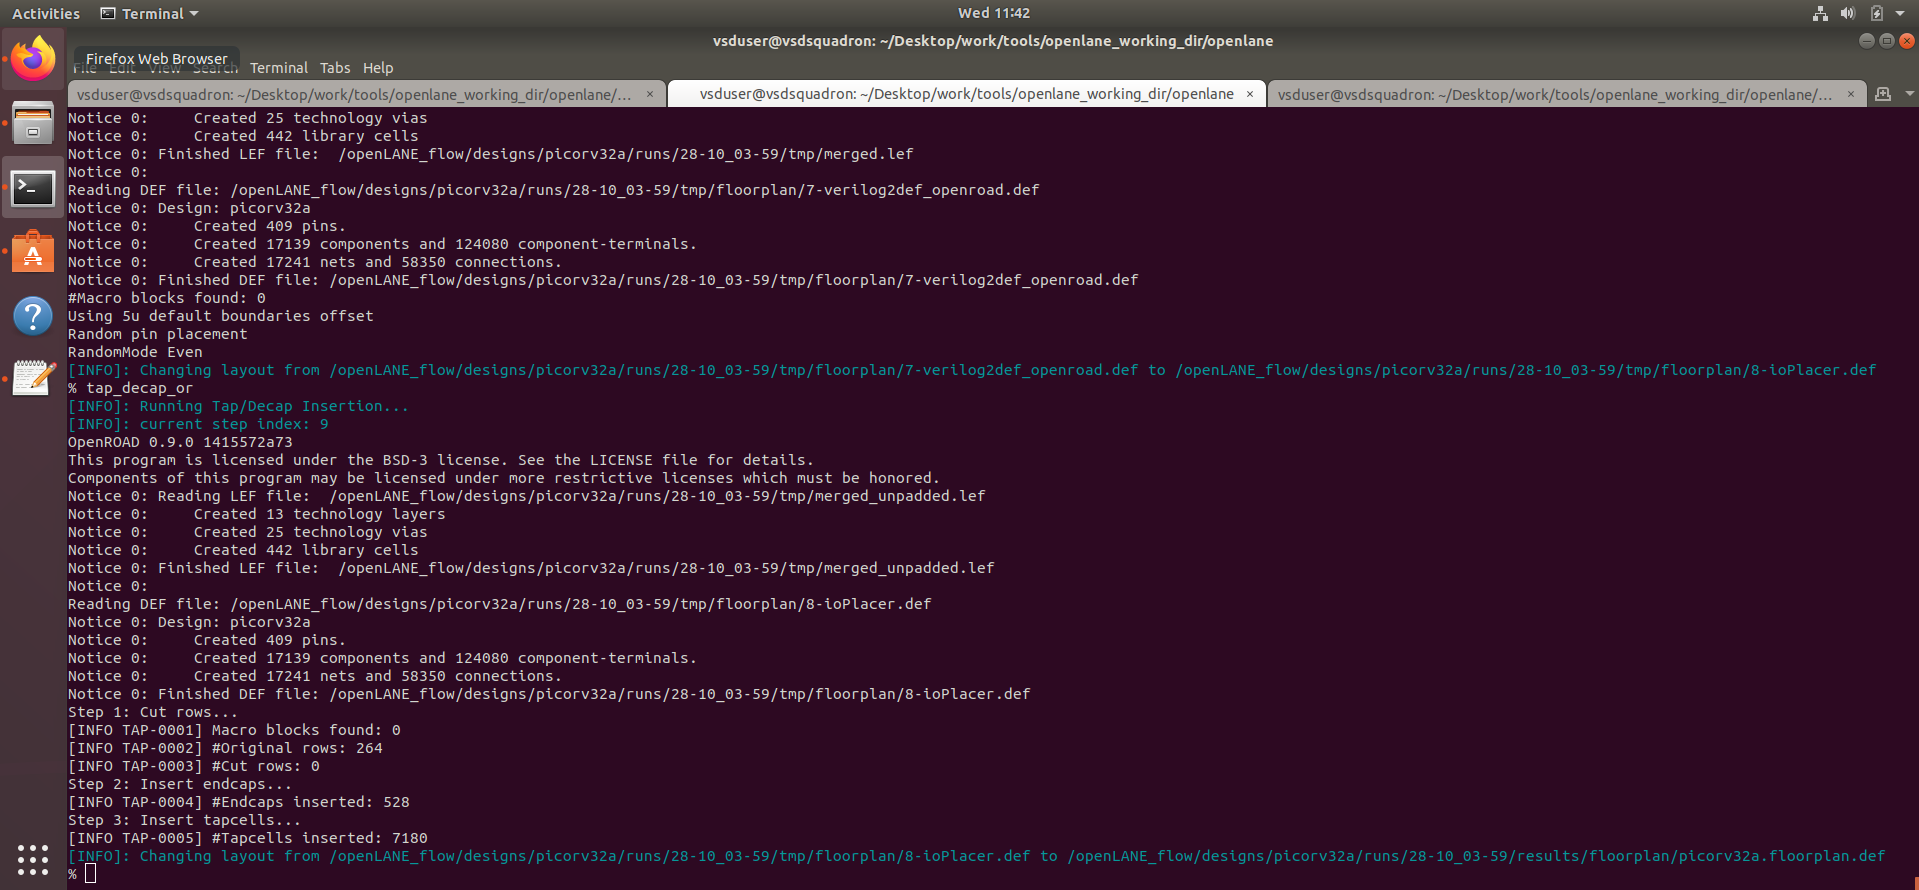 Activities Terminal Wed 11:42
vsduser@vsdsquadron: ~/Desktop/work/tools/openlane_working_dir/openlane
Firefox Web Browser
File Edit View Search Terminal Tabs Help
vsduser@vsdsquadron: ~/Desktop/work/tools/openlane_working_dir/openlane/... × vsduser@vsdsquadron: ~/Desktop/work/tools/openlane_working_dir/openlane × vsduser@vsdsquadron: ~/Desktop/work/tools/openlane_working_dir/openlane/... ×
Notice 0:     Created 25 technology vias
Notice 0:     Created 442 library cells
Notice 0: Finished LEF file:  /openLANE_flow/designs/picorv32a/runs/28-10_03-59/tmp/merged.lef
Notice 0:
Reading DEF file: /openLANE_flow/designs/picorv32a/runs/28-10_03-59/tmp/floorplan/7-verilog2def_openroad.def
Notice 0: Design: picorv32a
Notice 0:     Created 409 pins.
Notice 0:     Created 17139 components and 124080 component-terminals.
Notice 0:     Created 17241 nets and 58350 connections.
Notice 0: Finished DEF file: /openLANE_flow/designs/picorv32a/runs/28-10_03-59/tmp/floorplan/7-verilog2def_openroad.def
#Macro blocks found: 0
Using 5u default boundaries offset
Random pin placement
RandomMode Even
[INFO]: Changing layout from /openLANE_flow/designs/picorv32a/runs/28-10_03-59/tmp/floorplan/7-verilog2def_openroad.def to /openLANE_flow/designs/picorv32a/runs/28-10_03-59/tmp/floorplan/8-ioPlacer.def
% tap_decap_or
[INFO]: Running Tap/Decap Insertion...
[INFO]: current step index: 9
OpenROAD 0.9.0 1415572a73
This program is licensed under the BSD-3 license. See the LICENSE file for details.
Components of this program may be licensed under more restrictive licenses which must be honored.
Notice 0: Reading LEF file:  /openLANE_flow/designs/picorv32a/runs/28-10_03-59/tmp/merged_unpadded.lef
Notice 0:     Created 13 technology layers
Notice 0:     Created 25 technology vias
Notice 0:     Created 442 library cells
Notice 0: Finished LEF file:  /openLANE_flow/designs/picorv32a/runs/28-10_03-59/tmp/merged_unpadded.lef
Notice 0:
Reading DEF file: /openLANE_flow/designs/picorv32a/runs/28-10_03-59/tmp/floorplan/8-ioPlacer.def
Notice 0: Design: picorv32a
Notice 0:     Created 409 pins.
Notice 0:     Created 17139 components and 124080 component-terminals.
Notice 0:     Created 17241 nets and 58350 connections.
Notice 0: Finished DEF file: /openLANE_flow/designs/picorv32a/runs/28-10_03-59/tmp/floorplan/8-ioPlacer.def
Step 1: Cut rows...
[INFO TAP-0001] Macro blocks found: 0
[INFO TAP-0002] #Original rows: 264
[INFO TAP-0003] #Cut rows: 0
Step 2: Insert endcaps...
[INFO TAP-0004] #Endcaps inserted: 528
Step 3: Insert tapcells...
[INFO TAP-0005] #Tapcells inserted: 7180
[INFO]: Changing layout from /openLANE_flow/designs/picorv32a/runs/28-10_03-59/tmp/floorplan/8-ioPlacer.def to /openLANE_flow/designs/picorv32a/runs/28-10_03-59/results/floorplan/picorv32a.floorplan.def
%